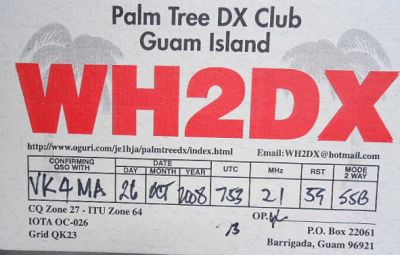 Palm Tree DX Club
Guam Island
WH2DX
http://www.oguri.com/je1hja/palmtreedx/index.html Email:WH2DX@hotmail.com
CONFIRMING QSO WITH DATE DAY MONTH YEAR UTC MHz RST MODE 2 WAY
VK4MA 26 OCT 2008 753 21 59 SSB
CQ Zone 27 - ITU Zone 64 OP.
IOTA OC-026 P.O. Box 22061
Grid QK23 Barrigada, Guam 96921